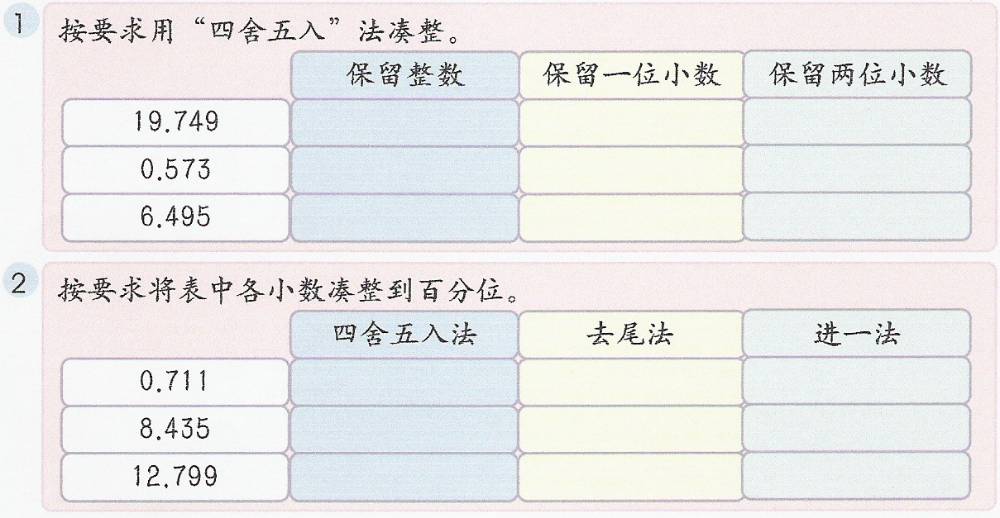 1 按要求用“四舍五入”法凑整。
保留整数 保留一位小数 保留两位小数
19.749
0.573
6.495
2 按要求将表中各小数凑整到百分位。
四舍五入法 去尾法 进一法
0.711
8.435
12.799